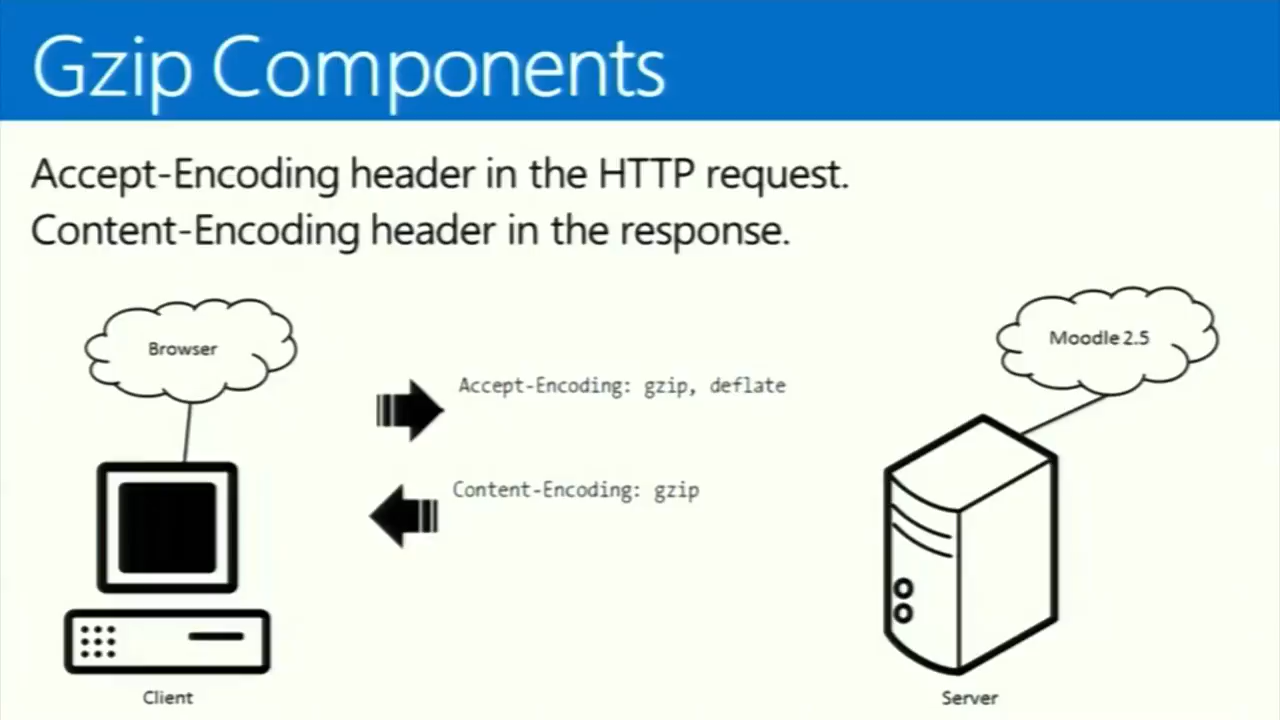 Gzip Components
Accept-Encoding header in the HTTP request.
Content-Encoding header in the response.
Browser
Moodle 2.5
Accept-Encoding: gzip, deflate
Content-Encoding: gzip
Client
Server